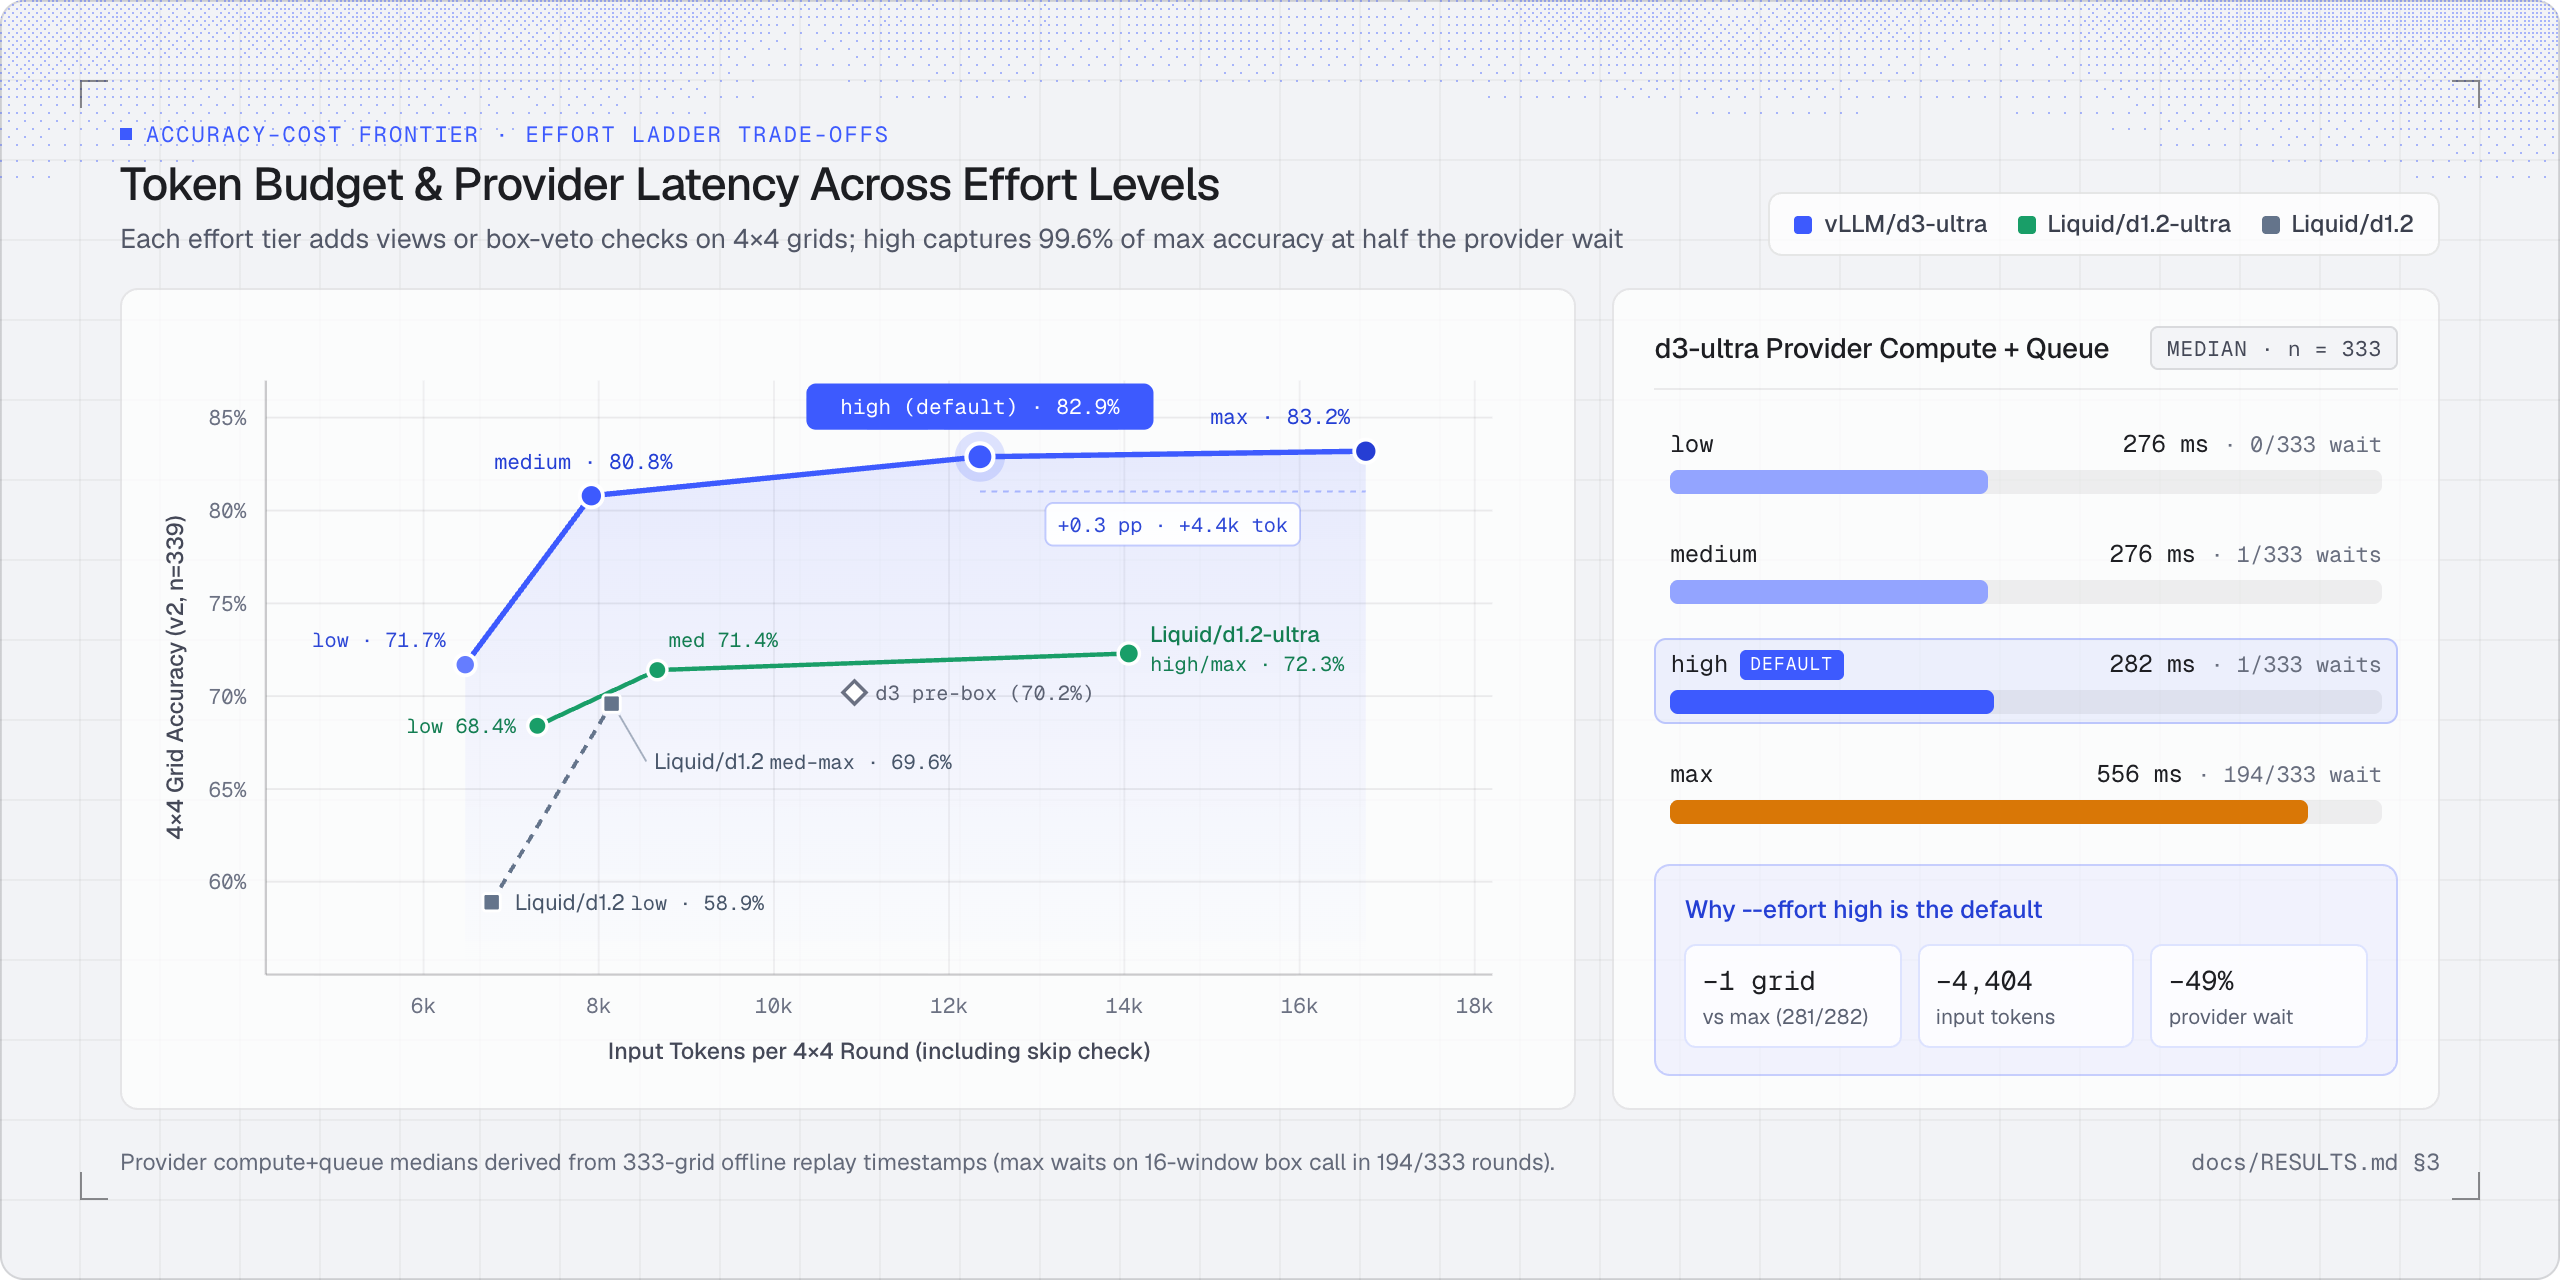 ACCURACY-COST FRONTIER · EFFORT LADDER TRADE-OFFS
Token Budget & Provider Latency Across Effort Levels
Each effort tier adds views or box-veto checks on 4×4 grids; high captures 99.6% of max accuracy at half the provider wait
vLLM/d3-ultra
Liquid/d1.2-ultra
Liquid/d1.2
4×4 Grid Accuracy (v2, n=339)
85%
80%
75%
70%
65%
60%
high (default) · 82.9%
max · 83.2%
medium · 80.8%
+0.3 pp · +4.4k tok
low · 71.7%
med 71.4%
Liquid/d1.2-ultra
high/max · 72.3%
d3 pre-box (70.2%)
low 68.4%
Liquid/d1.2 med-max · 69.6%
Liquid/d1.2 low · 58.9%
6k
8k
10k
12k
14k
16k
18k
Input Tokens per 4×4 Round (including skip check)
d3-ultra Provider Compute + Queue
MEDIAN · n = 333
low
276 ms · 0/333 wait
medium
276 ms · 1/333 waits
high DEFAULT
282 ms · 1/333 waits
max
556 ms · 194/333 wait
Why --effort high is the default
−1 grid
vs max (281/282)
−4,404
input tokens
−49%
provider wait
Provider compute+queue medians derived from 333-grid offline replay timestamps (max waits on 16-window box call in 194/333 rounds).
docs/RESULTS.md §3